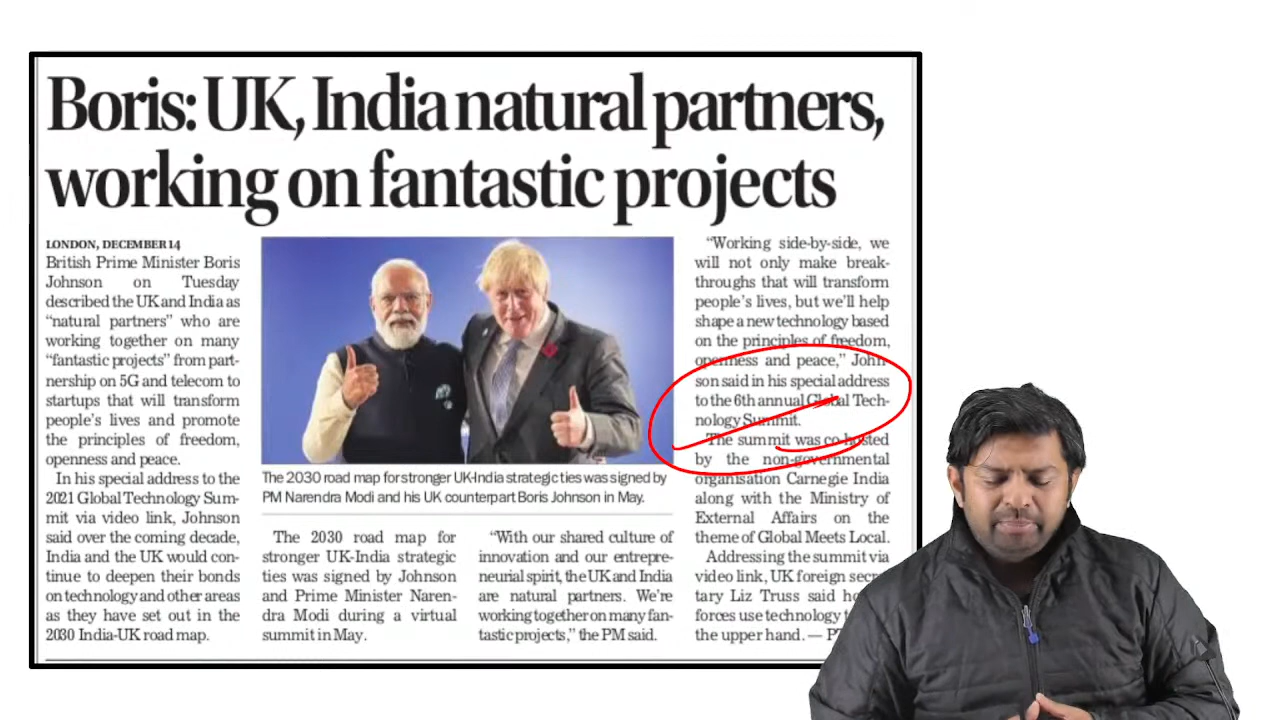 Boris: UK, India natural partners,
working on fantastic projects
LONDON, DECEMBER 14
British Prime Minister Boris
Johnson on Tuesday
described the UK and India as
“natural partners” who are
working together on many
“fantastic projects” from part-
nership on 5G and telecom to
startups that will transform
people’s lives and promote
the principles of freedom,
openness and peace.
In his special address to the
2021 Global Technology Sum-
mit via video link, Johnson
said over the coming decade,
India and the UK would con-
tinue to deepen their bonds
on technology and other areas
as they have set out in the
2030 India-UK road map.
The 2030 road map for stronger UK-India strategic ties was signed by
PM Narendra Modi and his UK counterpart Boris Johnson in May.
The 2030 road map for
stronger UK-India strategic
ties was signed by Johnson
and Prime Minister Naren-
dra Modi during a virtual
summit in May.
“With our shared culture of
innovation and our entrepre-
neurial spirit, the UK and India
are natural partners. We’re
working together on many fan-
tastic projects,” the PM said.
“Working side-by-side, we
will not only make break-
throughs that will transform
people’s lives, but we’ll help
shape a new technology based
on the principles of freedom,
openness and peace,” John
son said in his special address
to the 6th annual Global Tech-
nology Summit.
The summit was co-hosted
by the non-governmental
organisation Carnegie India
along with the Ministry of
External Affairs on the
theme of Global Meets Local.
Addressing the summit via
video link, UK foreign secre-
tary Liz Truss said
forces use technology
the upper hand. —